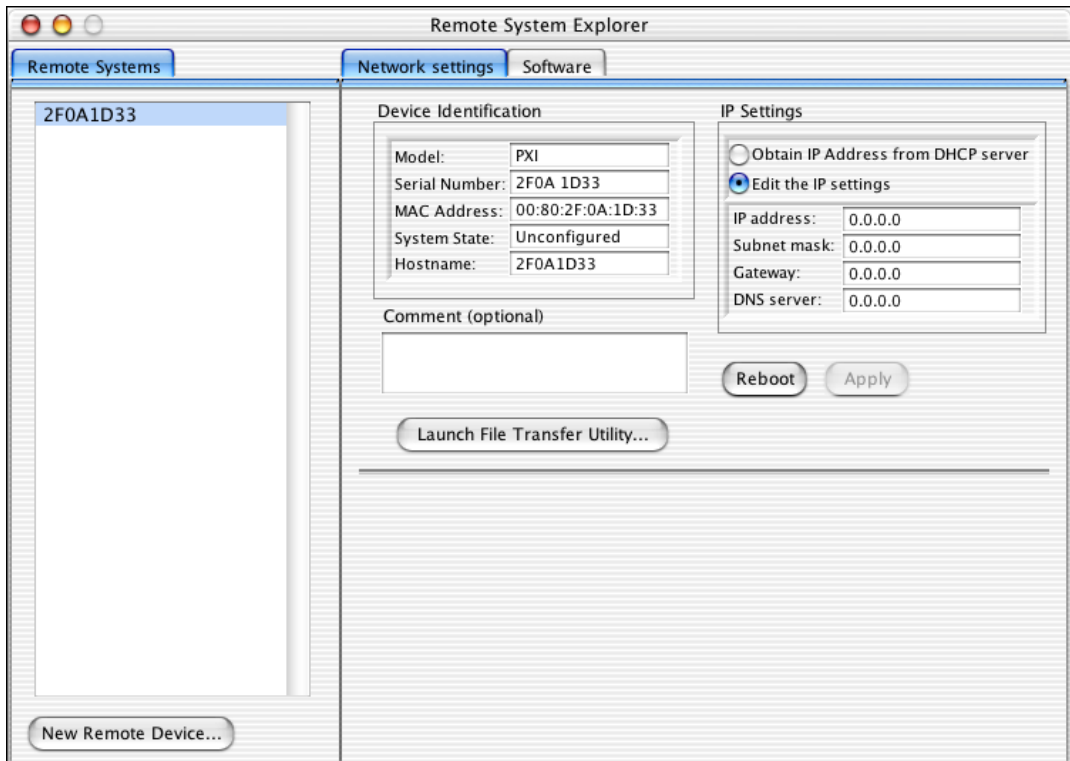 Remote System Explorer
Remote Systems
Network settings
Software
2F0A1D33
Device Identification
Model: PXI
Serial Number: 2F0A 1D33
MAC Address: 00:80:2F:0A:1D:33
System State: Unconfigured
Hostname: 2F0A1D33
Comment (optional)
Launch File Transfer Utility...
IP Settings
Obtain IP Address from DHCP server
Edit the IP settings
IP address: 0.0.0.0
Subnet mask: 0.0.0.0
Gateway: 0.0.0.0
DNS server: 0.0.0.0
Reboot
Apply
New Remote Device...